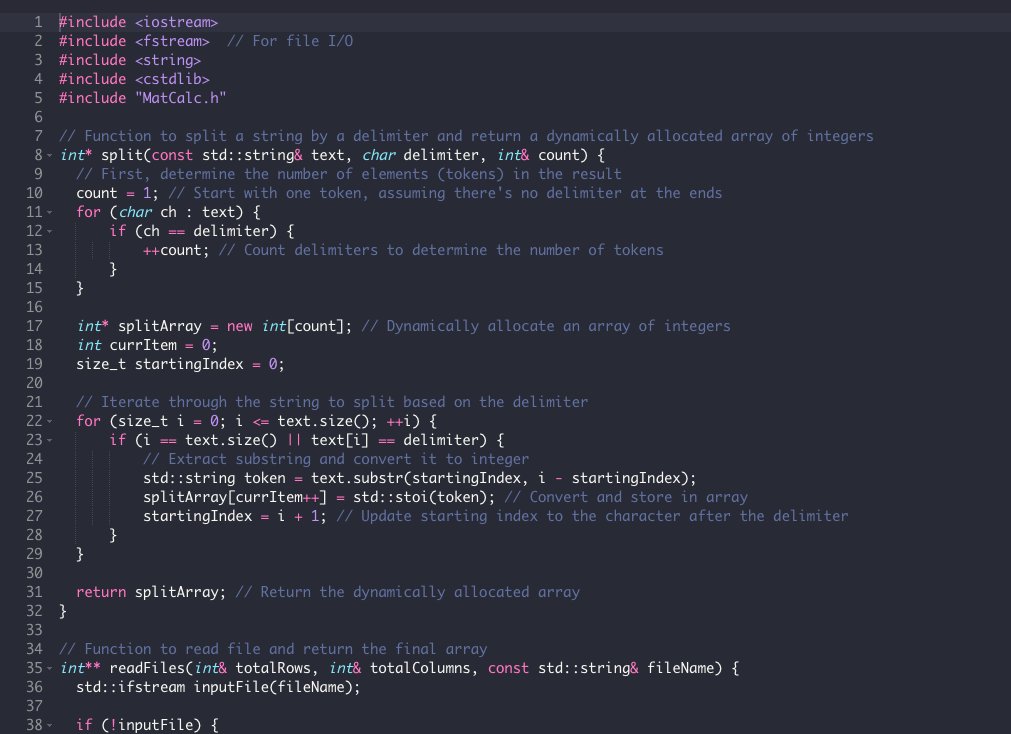 1 #include <iostream>
2 #include <fstream>  // For file I/O
3 #include <string>
4 #include <cstdlib>
5 #include "MatCalc.h"
6
7 // Function to split a string by a delimiter and return a dynamically allocated array of integers
8 int* split(const std::string& text, char delimiter, int& count) {
9   // First, determine the number of elements (tokens) in the result
10   count = 1; // Start with one token, assuming there's no delimiter at the ends
11   for (char ch : text) {
12       if (ch == delimiter) {
13           ++count; // Count delimiters to determine the number of tokens
14       }
15   }
16
17   int* splitArray = new int[count]; // Dynamically allocate an array of integers
18   int currItem = 0;
19   size_t startingIndex = 0;
20
21   // Iterate through the string to split based on the delimiter
22   for (size_t i = 0; i <= text.size(); ++i) {
23       if (i == text.size() || text[i] == delimiter) {
24           // Extract substring and convert it to integer
25           std::string token = text.substr(startingIndex, i - startingIndex);
26           splitArray[currItem++] = std::stoi(token); // Convert and store in array
27           startingIndex = i + 1; // Update starting index to the character after the delimiter
28       }
29   }
30
31   return splitArray; // Return the dynamically allocated array
32 }
33
34 // Function to read file and return the final array
35 int** readFiles(int& totalRows, int& totalColumns, const std::string& fileName) {
36   std::ifstream inputFile(fileName);
37
38   if (!inputFile) {